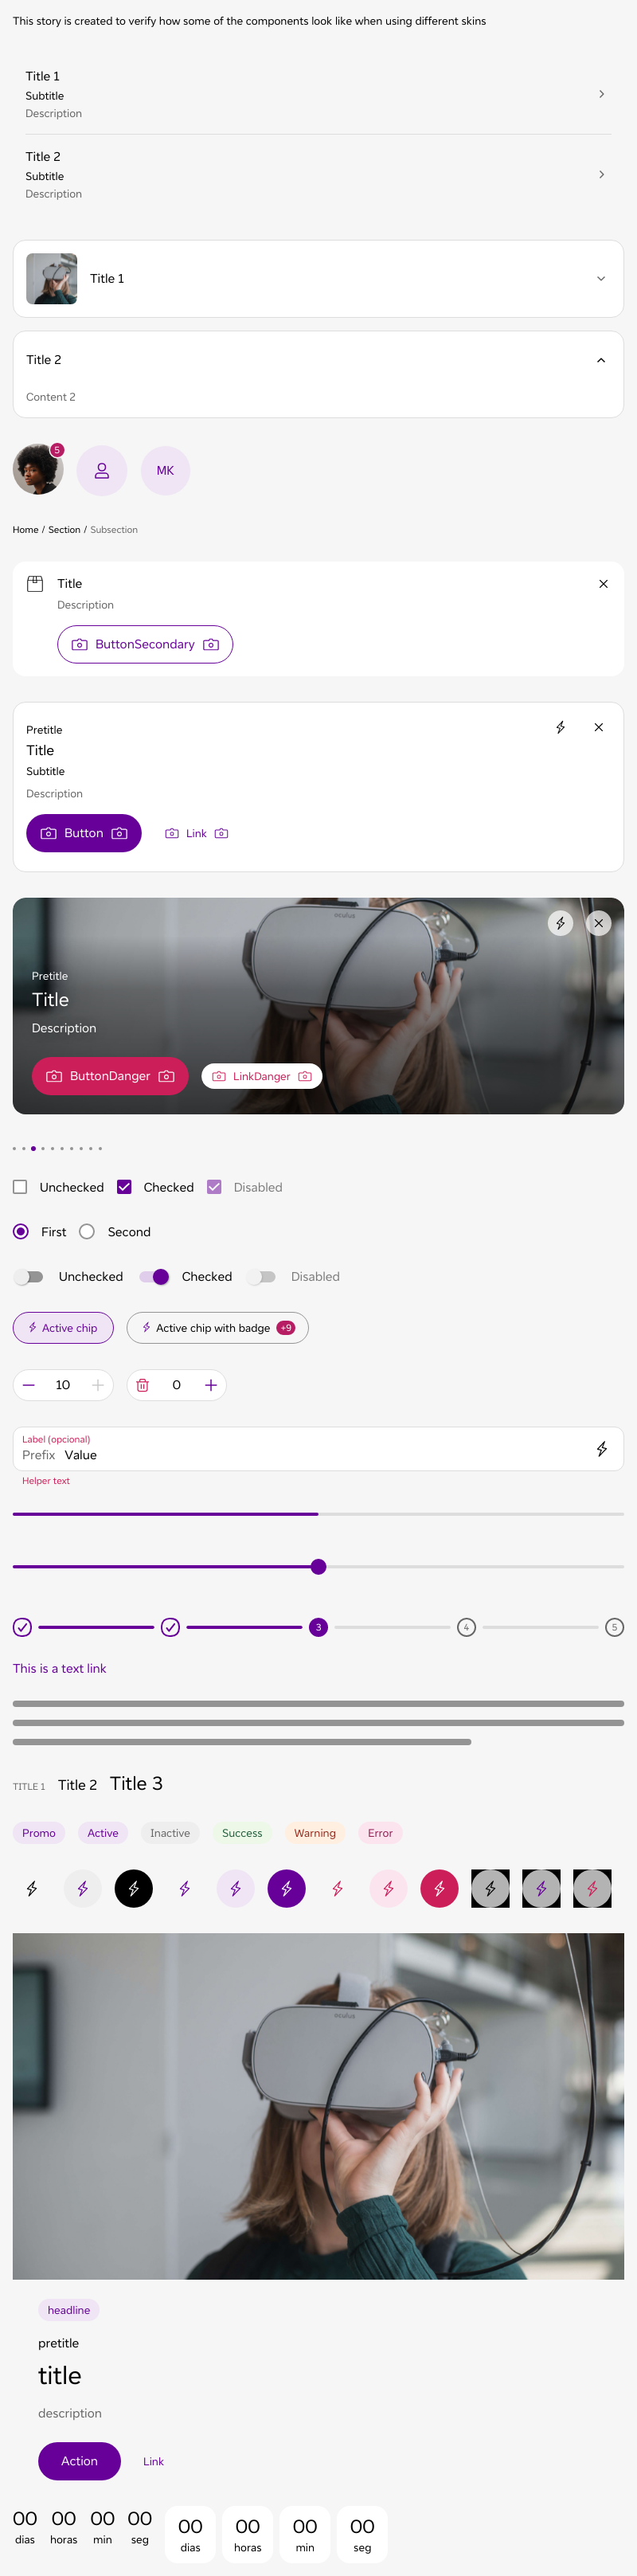 This story is created to verify how some of the components look like when using different skins
Title 1
Subtitle
Description
Title 2
Subtitle
Description
Title 1
Title 2
Content 2
5
MK
Home / Section / Subsection
Title
Description
ButtonSecondary
Pretitle
Title
Subtitle
Description
Button Link
oculus
Pretitle
Title
Description
ButtonDanger LinkDanger
Unchecked Checked Disabled
First Second
Unchecked Checked Disabled
Active chip Active chip with badge +9
10 0
Label (optional)
Prefix Value
Helper text
3 4 5
This is a text link
TITLE 1 Title 2 Title 3
Promo Active Inactive Success Warning Error
oculus
headline
pretitle
title
description
Action Link
00 00 00 00 00 00 00 00
dias horas min seg dias horas min seg